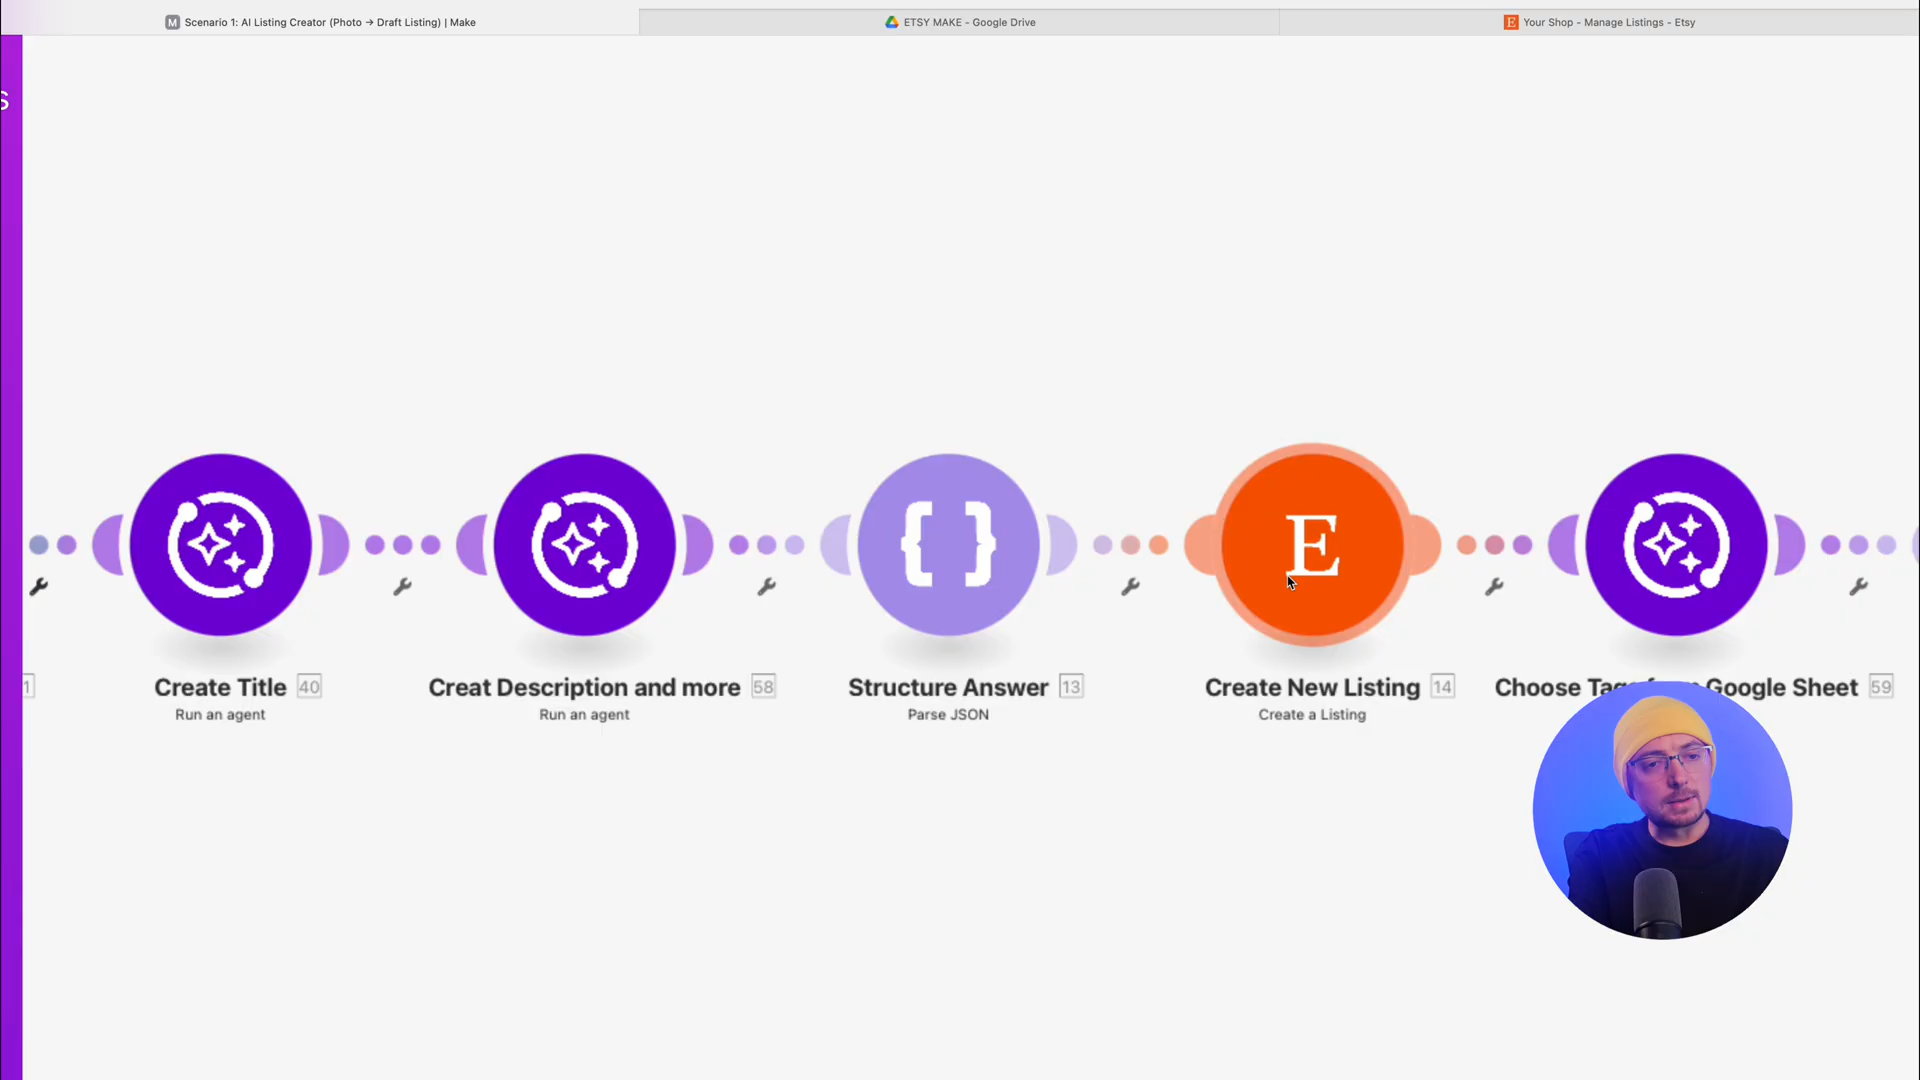 Scenario 1: AI Listing Creator (Photo → Draft Listing) | Make
ETSY MAKE - Google Drive
Your Shop - Manage Listings - Etsy
S
1
Create Title 40
Run an agent
Creat Description and more 58
Run an agent
Structure Answer 13
Parse JSON
E
Create New Listing 14
Create a Listing
Choose Google Sheet 59